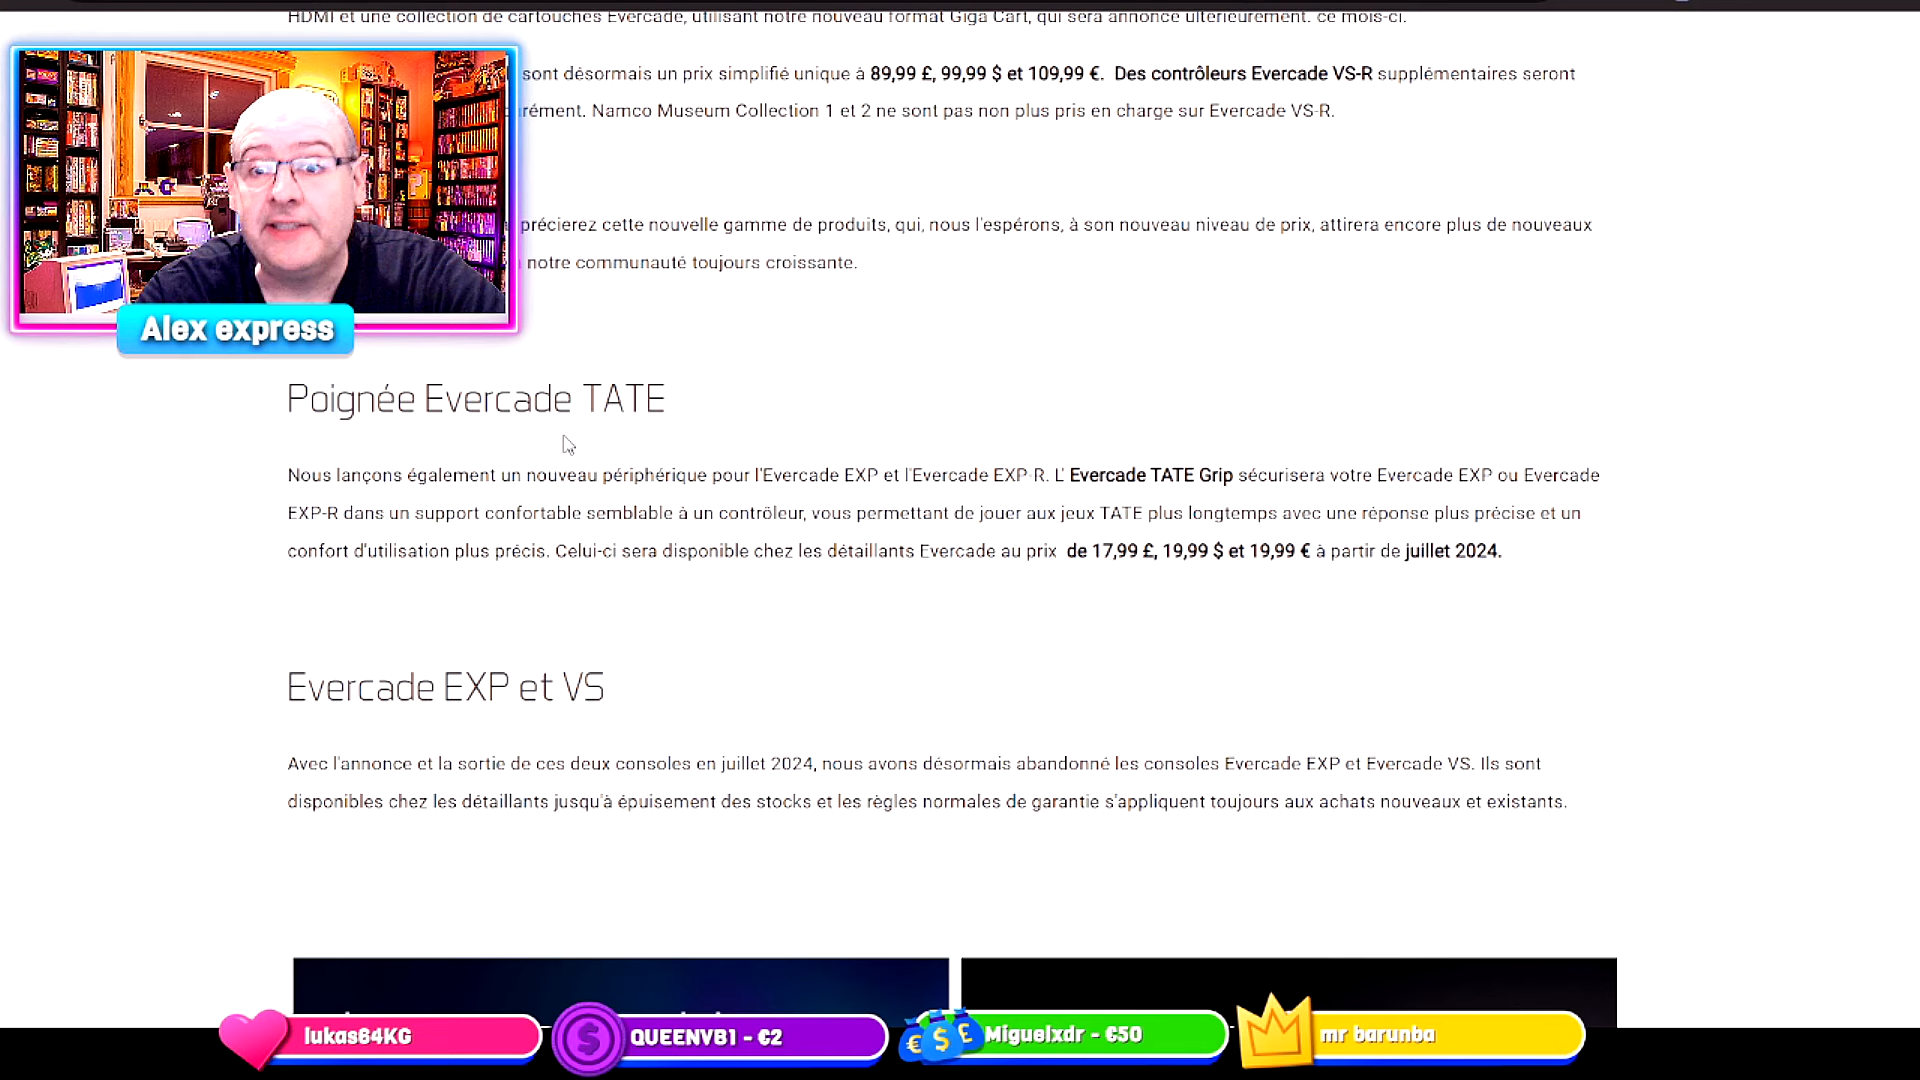 HDMI et une collection de cartouches Evercade, utilisant notre nouveau format Giga Cart, qui sera annoncé ultérieurement. ce mois-ci.
sont désormais un prix simplifié unique à 89,99 £, 99,99 $ et 109,99 €. Des contrôleurs Evercade VS-R supplémentaires seront
arément. Namco Museum Collection 1 et 2 ne sont pas non plus pris en charge sur Evercade VS-R.
précierez cette nouvelle gamme de produits, qui, nous l'espérons, à son nouveau niveau de prix, attirera encore plus de nouveaux
notre communauté toujours croissante.
Alex express
Poignée Evercade TATE
Nous lançons également un nouveau périphérique pour l'Evercade EXP et l'Evercade EXP-R. L' Evercade TATE Grip sécurisera votre Evercade EXP ou Evercade
EXP-R dans un support confortable semblable à un contrôleur, vous permettant de jouer aux jeux TATE plus longtemps avec une réponse plus précise et un
confort d'utilisation plus précis. Celui-ci sera disponible chez les détaillants Evercade au prix de 17,99 £, 19,99 $ et 19,99 € à partir de juillet 2024.
Evercade EXP et VS
Avec l'annonce et la sortie de ces deux consoles en juillet 2024, nous avons désormais abandonné les consoles Evercade EXP et Evercade VS. Ils sont
disponibles chez les détaillants jusqu'à épuisement des stocks et les règles normales de garantie s'appliquent toujours aux achats nouveaux et existants.
lukas64KG
QUEENVB1 - €2
Miguelxdr - €50
mr barunba